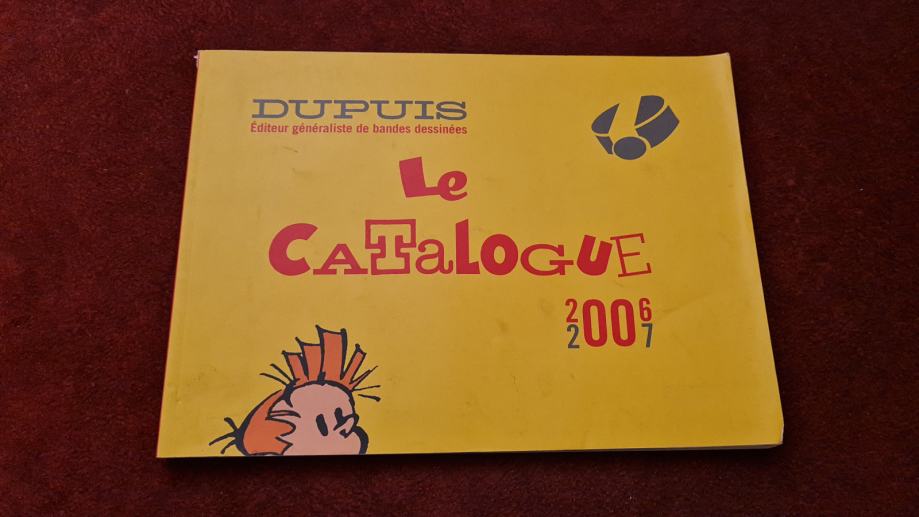 DUPUIS
Éditeur généraliste de bandes dessinées
Le
CATaLOGUE
2006
2007